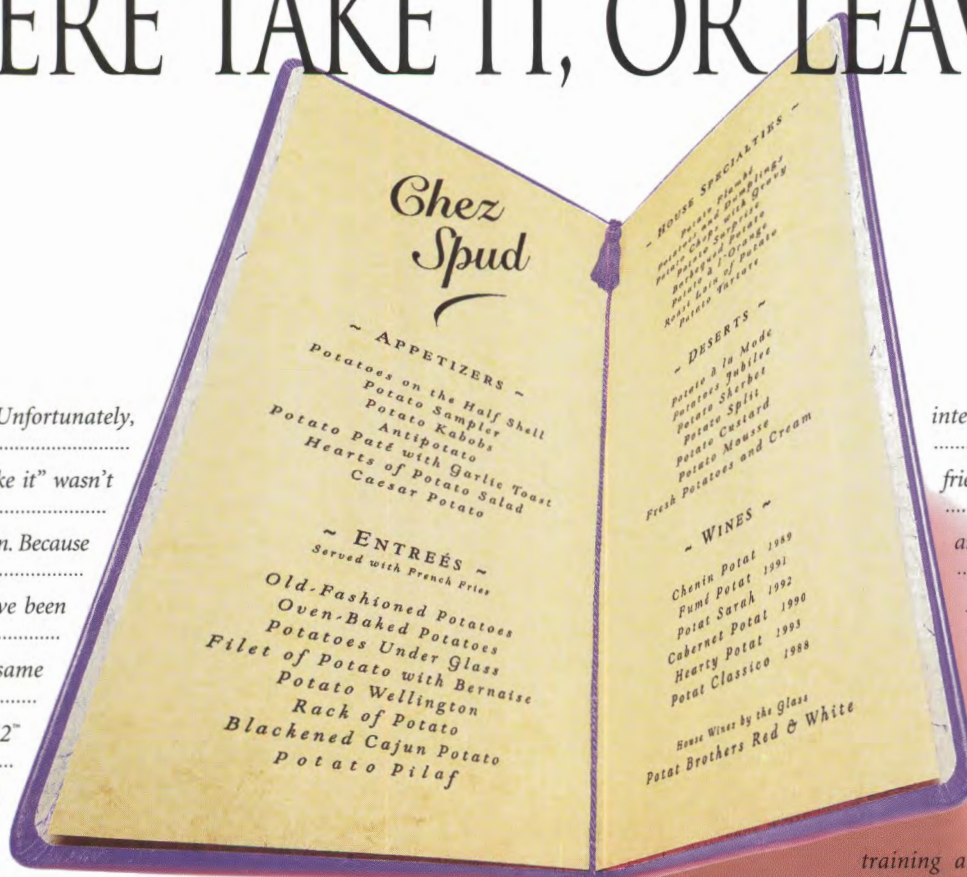 ERE TAKE IT, OR LEAV
Unfortunately,
ke it” wasn't
n. Because
ve been
same
2™
Chez
Spud
~ APPETIZERS ~
Potatoes on the Half Shell
Potato Sampler
Potato Kabobs
Antipotato
Potato Paté with Garlic Toast
Hearts of Potato Salad
Caesar Potato
~ ENTREÉS ~
Served with French Fries
Old-Fashioned Potatoes
Oven-Baked Potatoes
Potatoes Under Glass
Filet of Potato with Bernaise
Potato Wellington
Rack of Potato
Blackened Cajun Potato
Potato Pilaf
~ HOUSE SPECIALTIES ~
Potato Flambé
Potatoes and Dumplings
Potato Chops with Gravy
Potato Surprise
Barbequed Potato
Potato à l'Orange
Roast Loin of Potato
Potato Tartare
~ DESERTS ~
Potato à la Mode
Potatoes Jubilee
Potato Sherbet
Potato Split
Potato Custard
Potato Mousse
Fresh Potatoes and Cream
~ WINES ~
Chenin Potat 1989
Fumé Potat 1991
Potat Sarah 1992
Cabernet Potat 1990
Hearty Potat 1993
Potat Classico 1988
House Wines by the Glass
Potat Brothers Red & White
inte
frie
a
training a